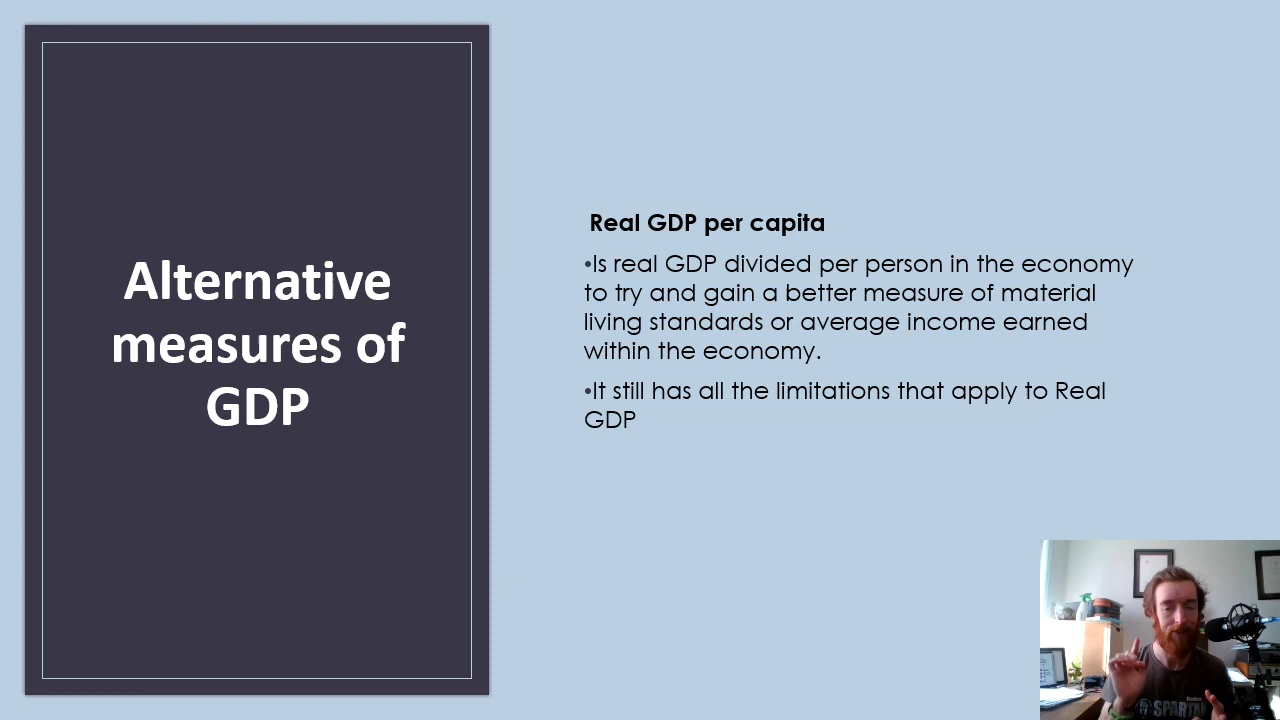 Alternative
measures of
GDP
Real GDP per capita
•Is real GDP divided per person in the economy
to try and gain a better measure of material
living standards or average income earned
within the economy.
•It still has all the limitations that apply to Real
GDP
SPARTAN